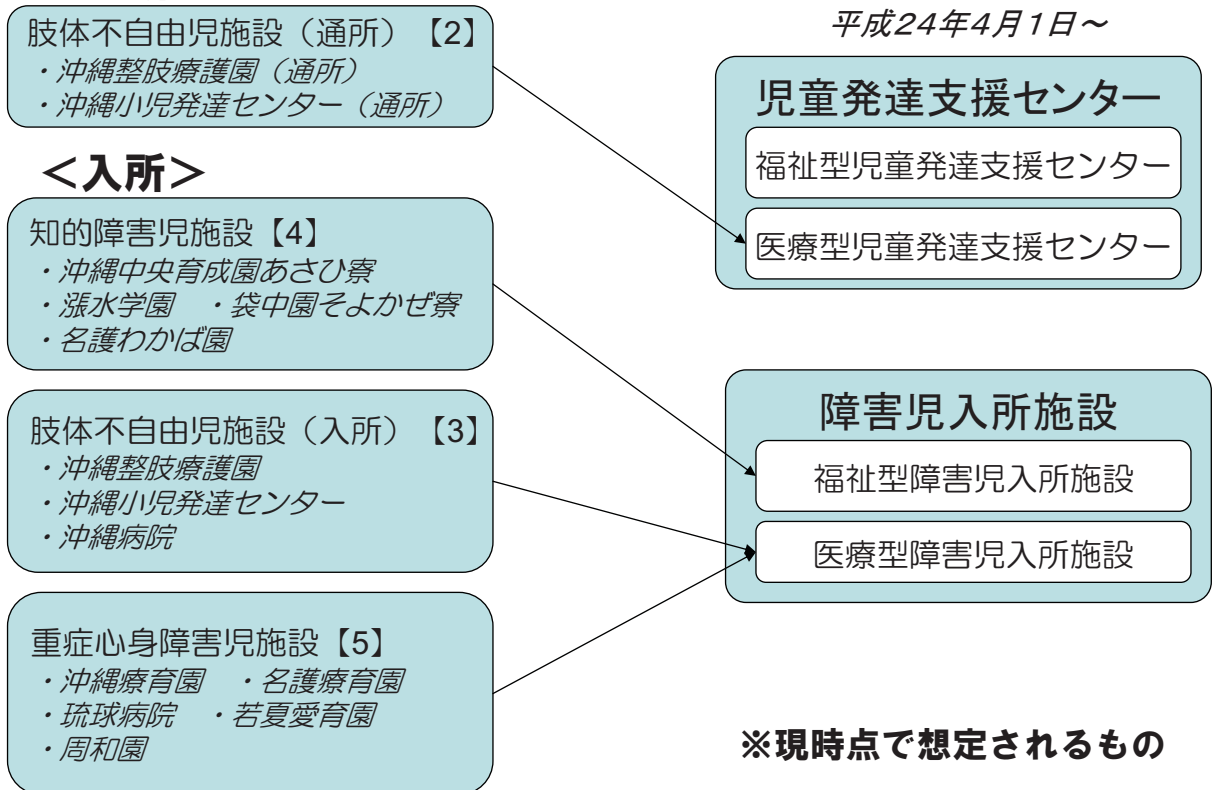 肢体不自由児施設（通所）【2】
・沖縄整肢療護園（通所）
・沖縄小児発達センター（通所）
＜入所＞
知的障害児施設【4】
・沖縄中央育成園あさひ寮
・漲水学園　・袋中園そよかぜ寮
・名護わかば園
肢体不自由児施設（入所）【3】
・沖縄整肢療護園
・沖縄小児発達センター
・沖縄病院
重症心身障害児施設【5】
・沖縄療育園　・名護療育園
・琉球病院　・若夏愛育園
・周和園
平成24年4月1日～
児童発達支援センター
福祉型児童発達支援センター
医療型児童発達支援センター
障害児入所施設
福祉型障害児入所施設
医療型障害児入所施設
※現時点で想定されるもの